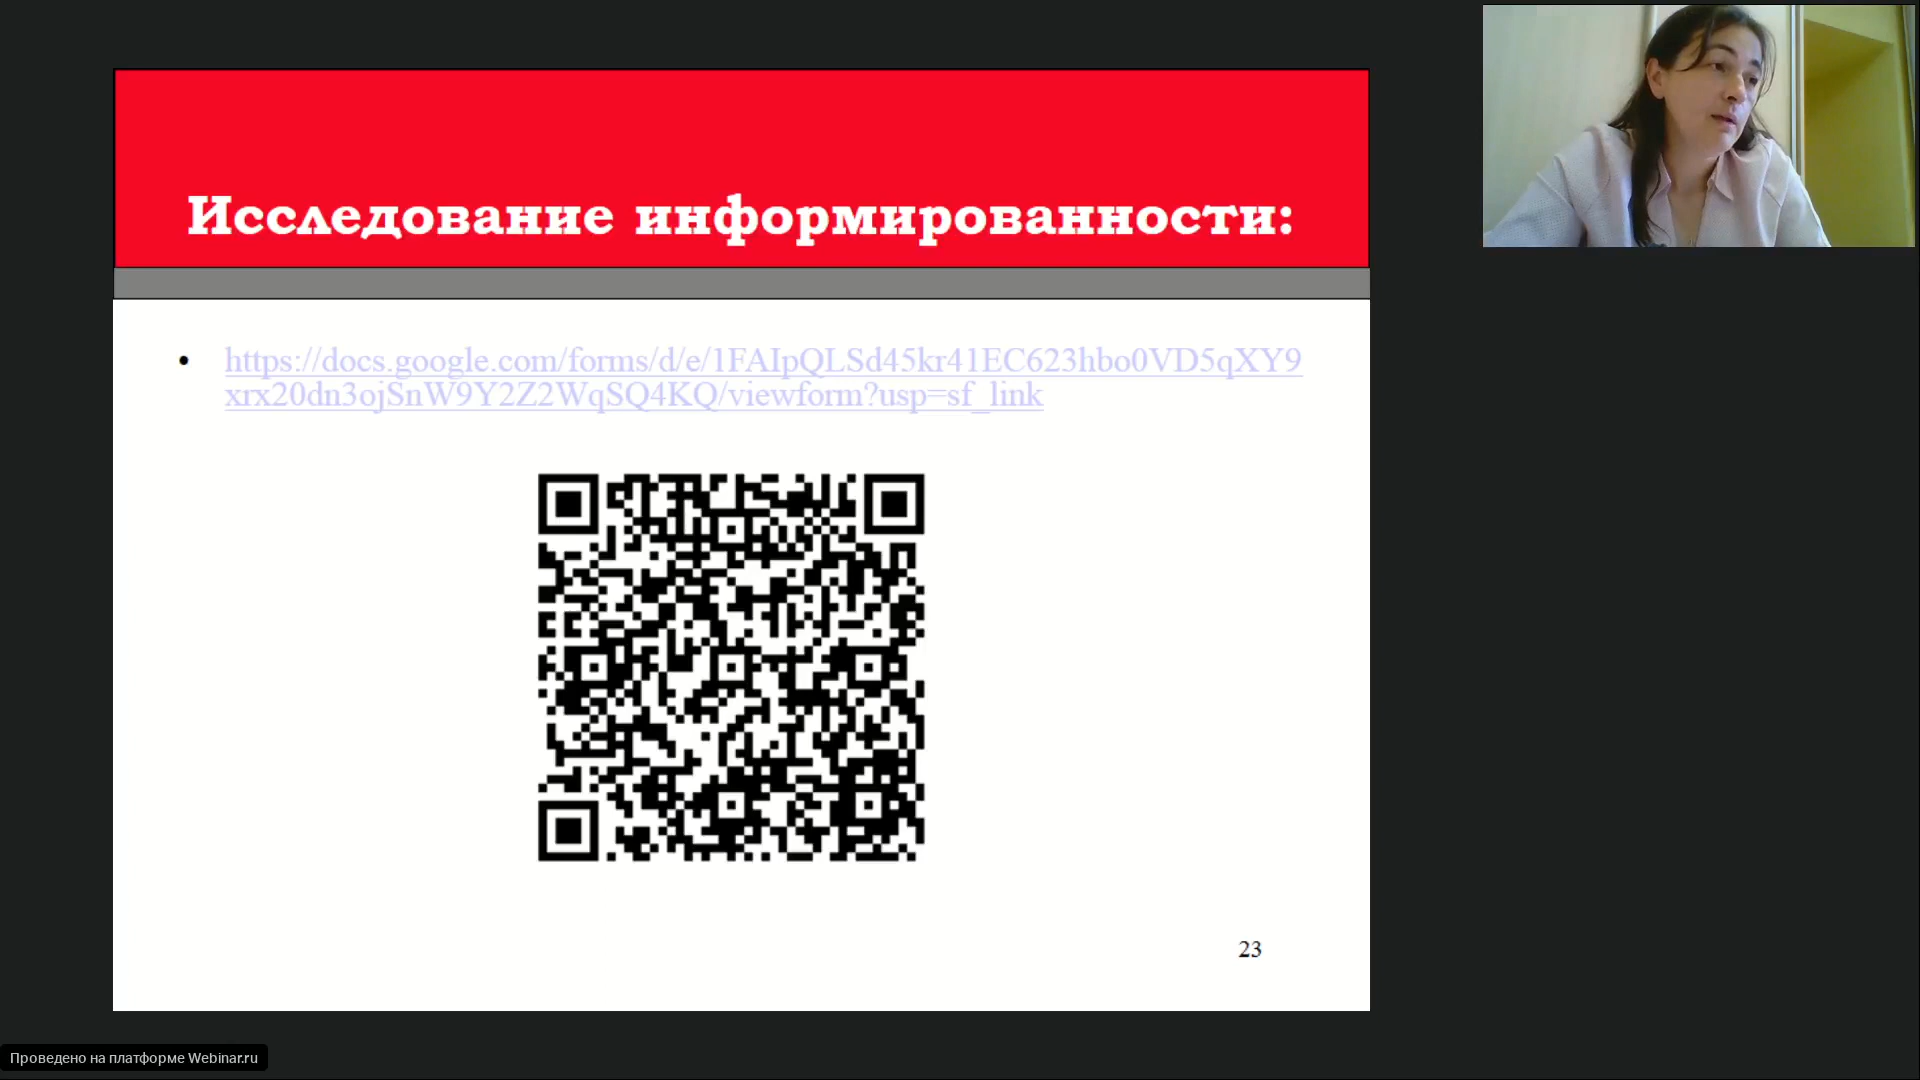 Исследование информированности:
• https://docs.google.com/forms/d/e/1FAIpQLSd45kr41EC623hbo0VD5qXY9
xrx20dn3ojSnW9Y2Z2WqSQ4KQ/viewform?usp=sf_link
23
Проведено на платформе Webinar.ru